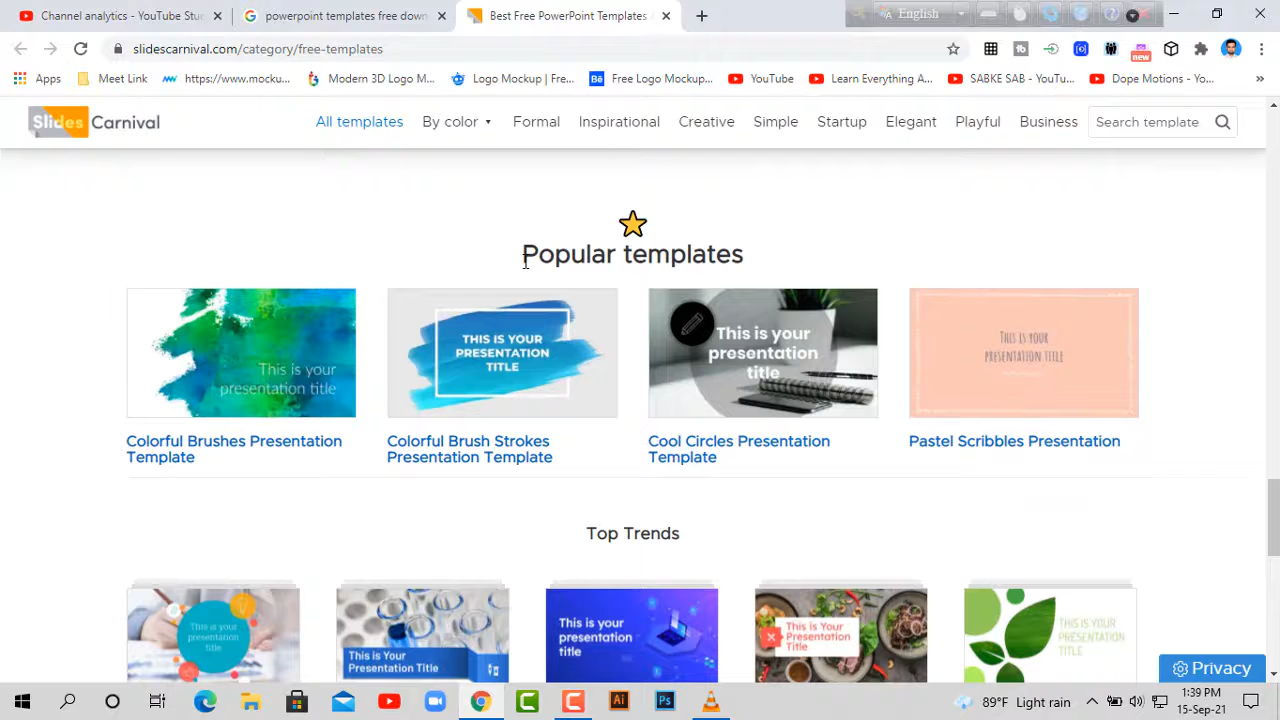 Channel analytics - YouTube Stu
powerpoint templates free down
Best Free PowerPoint Templates
English
slidescarnival.com/category/free-templates
new
Apps
Meet Link
https://www.mocku...
Modern 3D Logo M...
Logo Mockup | Fre...
Bē
Free Logo Mockup...
YouTube
Learn Everything A...
SABKE SAB - YouTu...
Dope Motions - Yo...
»
Slides Carnival
All templates
By color
Formal
Inspirational
Creative
Simple
Startup
Elegant
Playful
Business
Search template
Popular templates
This is your
presentation title
THIS IS YOUR
PRESENTATION
TITLE
This is your
presentation
title
THIS IS YOUR
PRESENTATION TITLE
Colorful Brushes Presentation
Template
Colorful Brush Strokes
Presentation Template
Cool Circles Presentation
Template
Pastel Scribbles Presentation
Top Trends
This is your
presentation
title
This is Your
Presentation Title
This is your
presentation
title
This is Your
Presentation
Title
THIS IS YOUR
PRESENTATION
TITLE
Privacy
Ai
Ps
89°F Light rain
1:39 PM
15-Sep-21